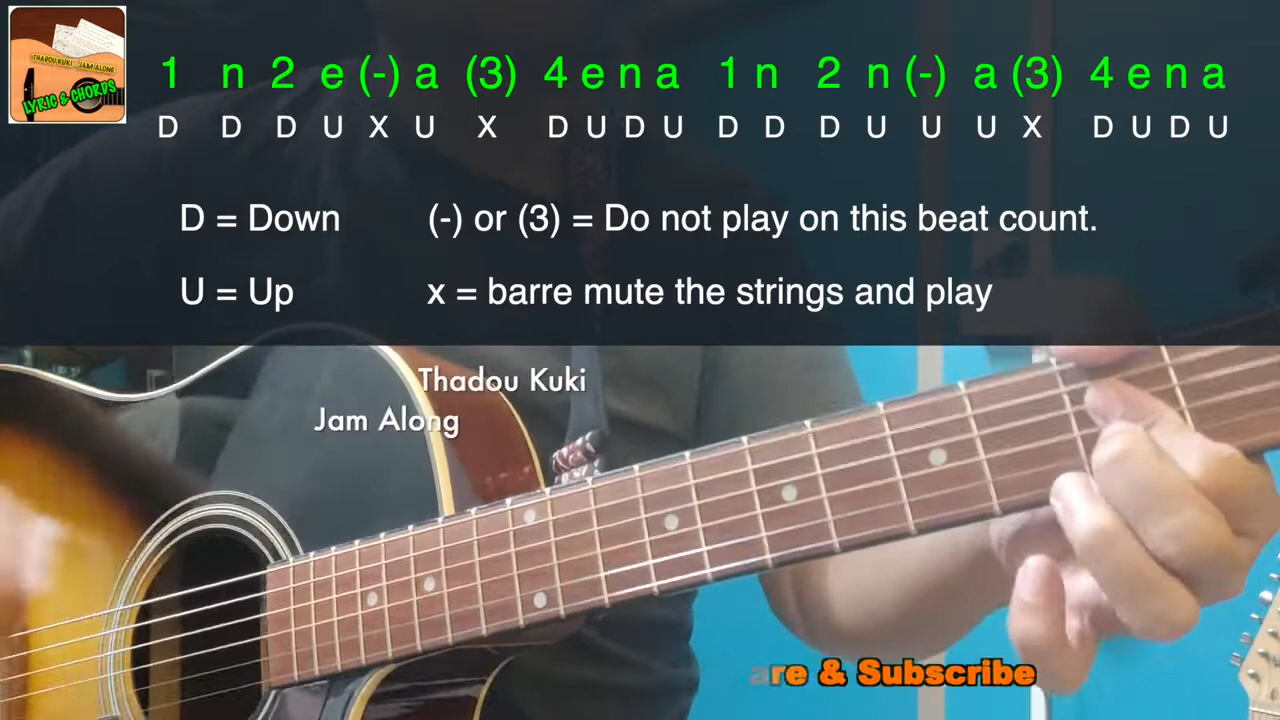 THADOU KUKI - JAM ALONG
LYRIC & CHORDS
1 n 2 e (-) a (3) 4 e n a 1 n 2 n (-) a (3) 4 e n a
D D D U X U X D U D U D D D U U U X D U D U
D = Down (-) or (3) = Do not play on this beat count.
U = Up x = barre mute the strings and play
Thadou Kuki
Jam Along
are & Subscribe